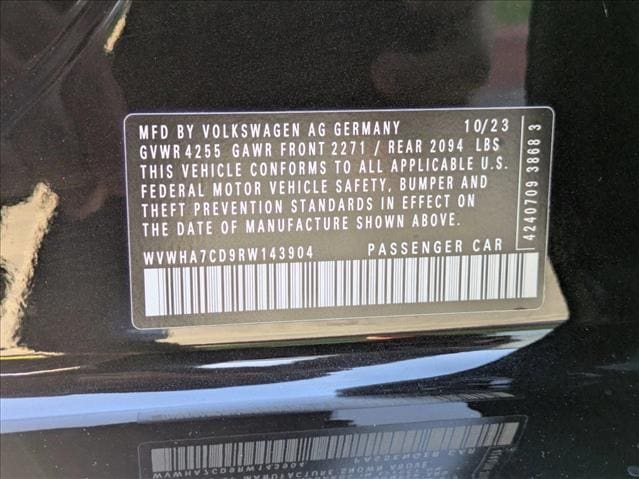 MFD BY VOLKSWAGEN AG GERMANY 10/23
GVWR 4255 GAWR FRONT 2271 / REAR 2094 LBS
THIS VEHICLE CONFORMS TO ALL APPLICABLE U.S.
FEDERAL MOTOR VEHICLE SAFETY, BUMPER AND
THEFT PREVENTION STANDARDS IN EFFECT ON
THE DATE OF MANUFACTURE SHOWN ABOVE.
WVWHA7CD9RW143904 PASSENGER CAR
4240709 3868 3